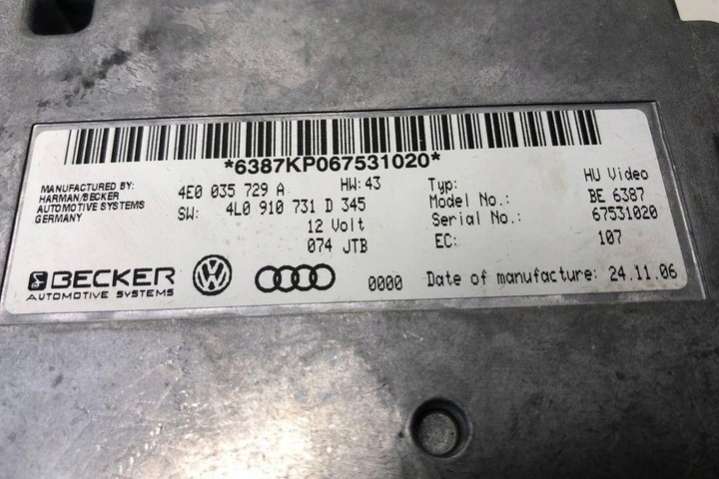 *6387KP067531020*
MANUFACTURED BY:
HARMAN/BECKER
AUTOMOTIVE SYSTEMS
GERMANY
4E0 035 729 A HW: 43
SW: 4L0 910 731 D 345
12 Volt
074 JTB
Typ: HU Video
Model No.: BE 6387
Serial No.: 67531020
EC: 107
BECKER
AUTOMOTIVE SYSTEMS
0000 Date of manufacture: 24.11.06